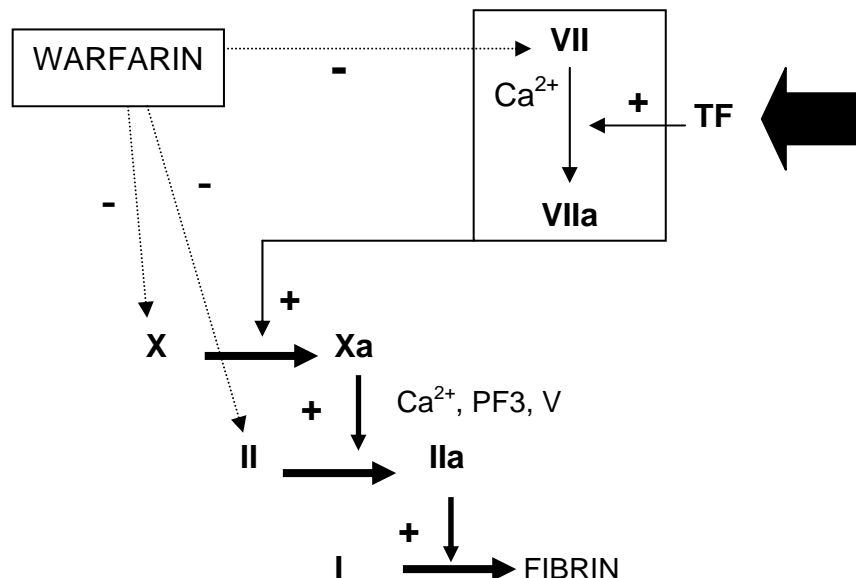 WARFARIN
-
VII
Ca²⁺
+
TF
VIIa
-
-
+
X
Xa
+
Ca²⁺, PF3, V
II
IIa
+
I
FIBRIN